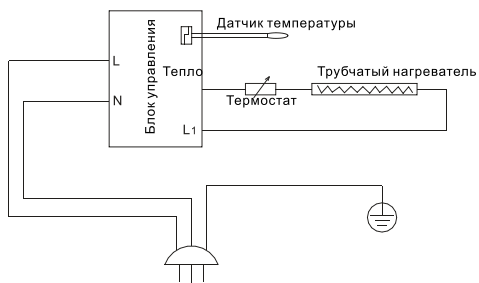 Датчик температуры
L
Блок управления
Тепло
Трубчатый нагреватель
N
Термостат
L1